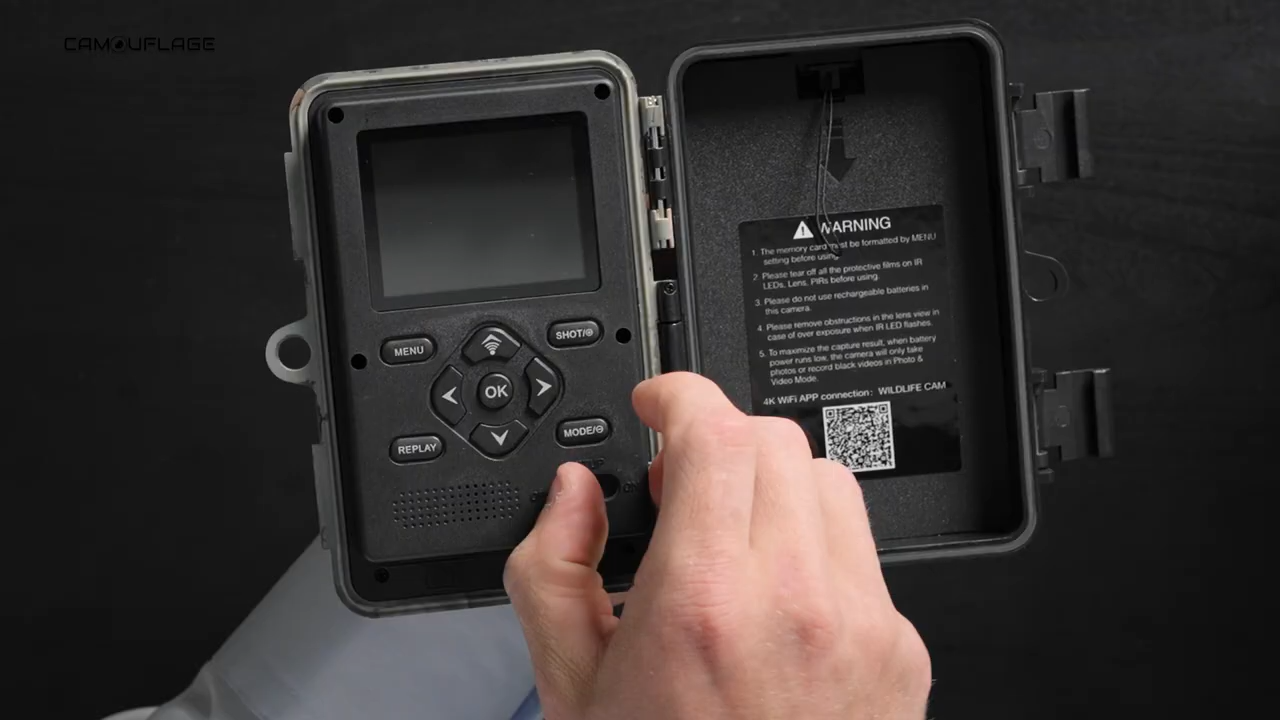 CAMOUFLAGE
WARNING
1. The memory card must be formatted by MENU
setting before using.
2. Please tear off all the protective films on IR
LEDs, Lens, PIRs before using.
3. Please do not use rechargeable batteries in
this camera.
4. Please remove obstructions in the lens view in
case of over exposure when IR LED flashes.
5. To maximize the capture result, when battery
power runs low, the camera will only take
photos or record black videos in Photo &
Video Mode.
4K WiFi APP connection: WILDLIFE CAM
SHOT/
MENU
OK
MODE/
REPLAY